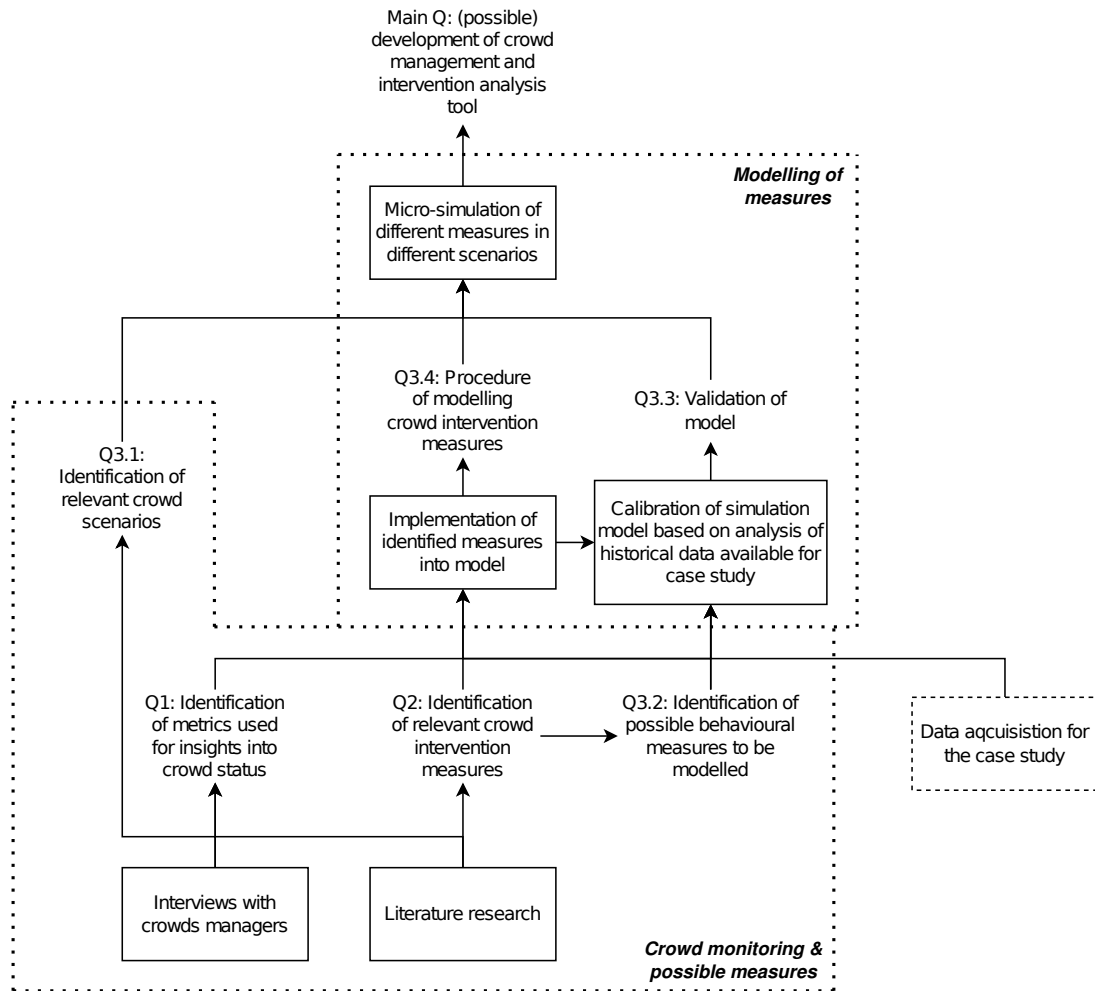 Main Q: (possible)
development of crowd
management and
intervention analysis
tool
Modelling of
measures
Micro-simulation of
different measures in
different scenarios
Q3.4: Procedure
of modelling
crowd intervention
measures
Q3.3: Validation of
model
Q3.1:
Identification of
relevant crowd
scenarios
Implementation of
identified measures
into model
Calibration of simulation
model based on analysis of
historical data available for
case study
Q1: Identification
of metrics used
for insights into
crowd status
Q2: Identification
of relevant crowd
intervention
measures
Q3.2: Identification of
possible behavioural
measures to be
modelled
Data aqcuisistion for
the case study
Interviews with
crowds managers
Literature research
Crowd monitoring &
possible measures